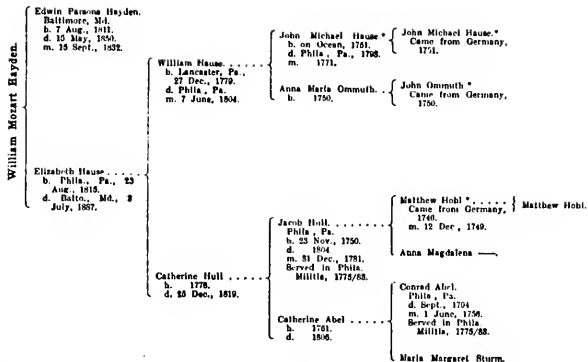 William Mozart Hayden.
Edwin Parsons Hayden.
Baltimore, Md.
b. 7 Aug., 1811.
d. 15 May, 1850.
m. 15 Sept., 1832.
Elizabeth Hause
b. Phila., Pa., 23
Aug., 1815.
d. Balto., Md., 3
July, 1887.
William Hause.
b. Lancaster, Pa.,
27 Dec., 1779.
d. Phila., Pa
m. 7 June, 1804.
Catherine Hull
b. 1778.
d. 25 Dec., 1819.
John Michael Hause*
b. on Ocean, 1751.
d. Phila., Pa., 1798.
m. 1771.
Anna Maria Ommuth.
b. 1750.
Jacob Hull.
Phila, Pa.
b. 23 Nov., 1750.
d. 1804.
m. 31 Dec., 1781.
Served in Phila.
Militia, 1775/83.
Catherine Abel
b. 1761.
d. 1806.
John Michael Hause.*
Came from Germany,
1751.
John Ommuth *
Came from Germany,
1750.
Matthew Hobl *
Came from Germany,
1740.
m. 12 Dec, 1749.
Anna Magdalena —
Conrad Abel.
Phila, Pa.
d. Sept., 1794
m. 1 June, 1756.
Served in Phila
Militia, 1775/83.
Maria Margaret Sturm.
Matthew Hobl.